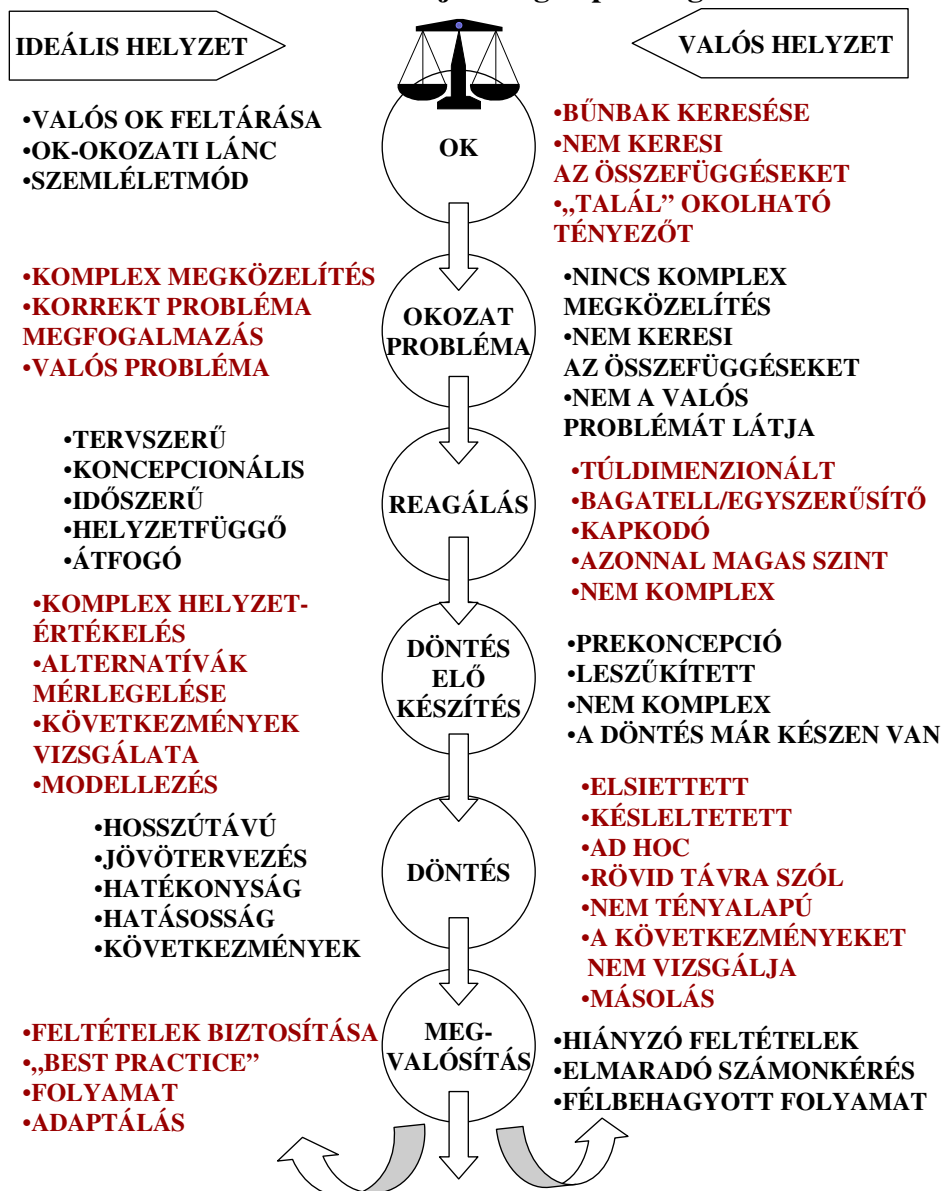 IDEÁLIS HELYZET
VALÓS HELYZET
•VALÓS OK FELTÁRÁSA
•OK-OKOZATI LÁNC
•SZEMLÉLETMÓD
OK
•BŰNBAK KERESÉSE
•NEM KERESI
AZ ÖSSZEFÜGGÉSEKET
•„TALÁL” OKOLHATÓ
TÉNYEZŐT
•KOMPLEX MEGKÖZELÍTÉS
•KORREKT PROBLÉMA
MEGFOGALMAZÁS
•VALÓS PROBLÉMA
OKOZAT
PROBLÉMA
•NINCS KOMPLEX
MEGKÖZELÍTÉS
•NEM KERESI
AZ ÖSSZEFÜGGÉSEKET
•NEM A VALÓS
PROBLÉMÁT LÁTJA
•TERVSZERŰ
•KONCEPCIONÁLIS
•IDŐSZERŰ
•HELYZETFÜGGŐ
•ÁTFOGÓ
REAGÁLÁS
•TÚLDIMENZIONÁLT
•BAGATELL/EGYSZERŰSÍTŐ
•KAPKODÓ
•AZONNAL MAGAS SZINT
•NEM KOMPLEX
•KOMPLEX HELYZET-
ÉRTÉKELÉS
•ALTERNATÍVÁK
MÉRLEGELÉSE
•KÖVETKEZMÉNYEK
VIZSGÁLATA
•MODELLEZÉS
DÖNTÉS
ELŐ
KÉSZÍTÉS
•PREKONCEPCIÓ
•LESZŰKÍTETT
•NEM KOMPLEX
•A DÖNTÉS MÁR KÉSZEN VAN
•HOSSZÚTÁVÚ
•JÖVÖTERVEZÉS
•HATÉKONYSÁG
•HATÁSOSSÁG
•KÖVETKEZMÉNYEK
DÖNTÉS
•ELSIETTETT
•KÉSLELTETETT
•AD HOC
•RÖVID TÁVRA SZÓL
•NEM TÉNYALAPÚ
•A KÖVETKEZMÉNYEKET
NEM VIZSGÁLJA
•MÁSOLÁS
•FELTÉTELEK BIZTOSÍTÁSA
•„BEST PRACTICE”
•FOLYAMAT
•ADAPTÁLÁS
MEG-
VALÓSÍTÁS
•HIÁNYZÓ FELTÉTELEK
•ELMARADÓ SZÁMONKÉRÉS
•FÉLBEHAGYOTT FOLYAMAT